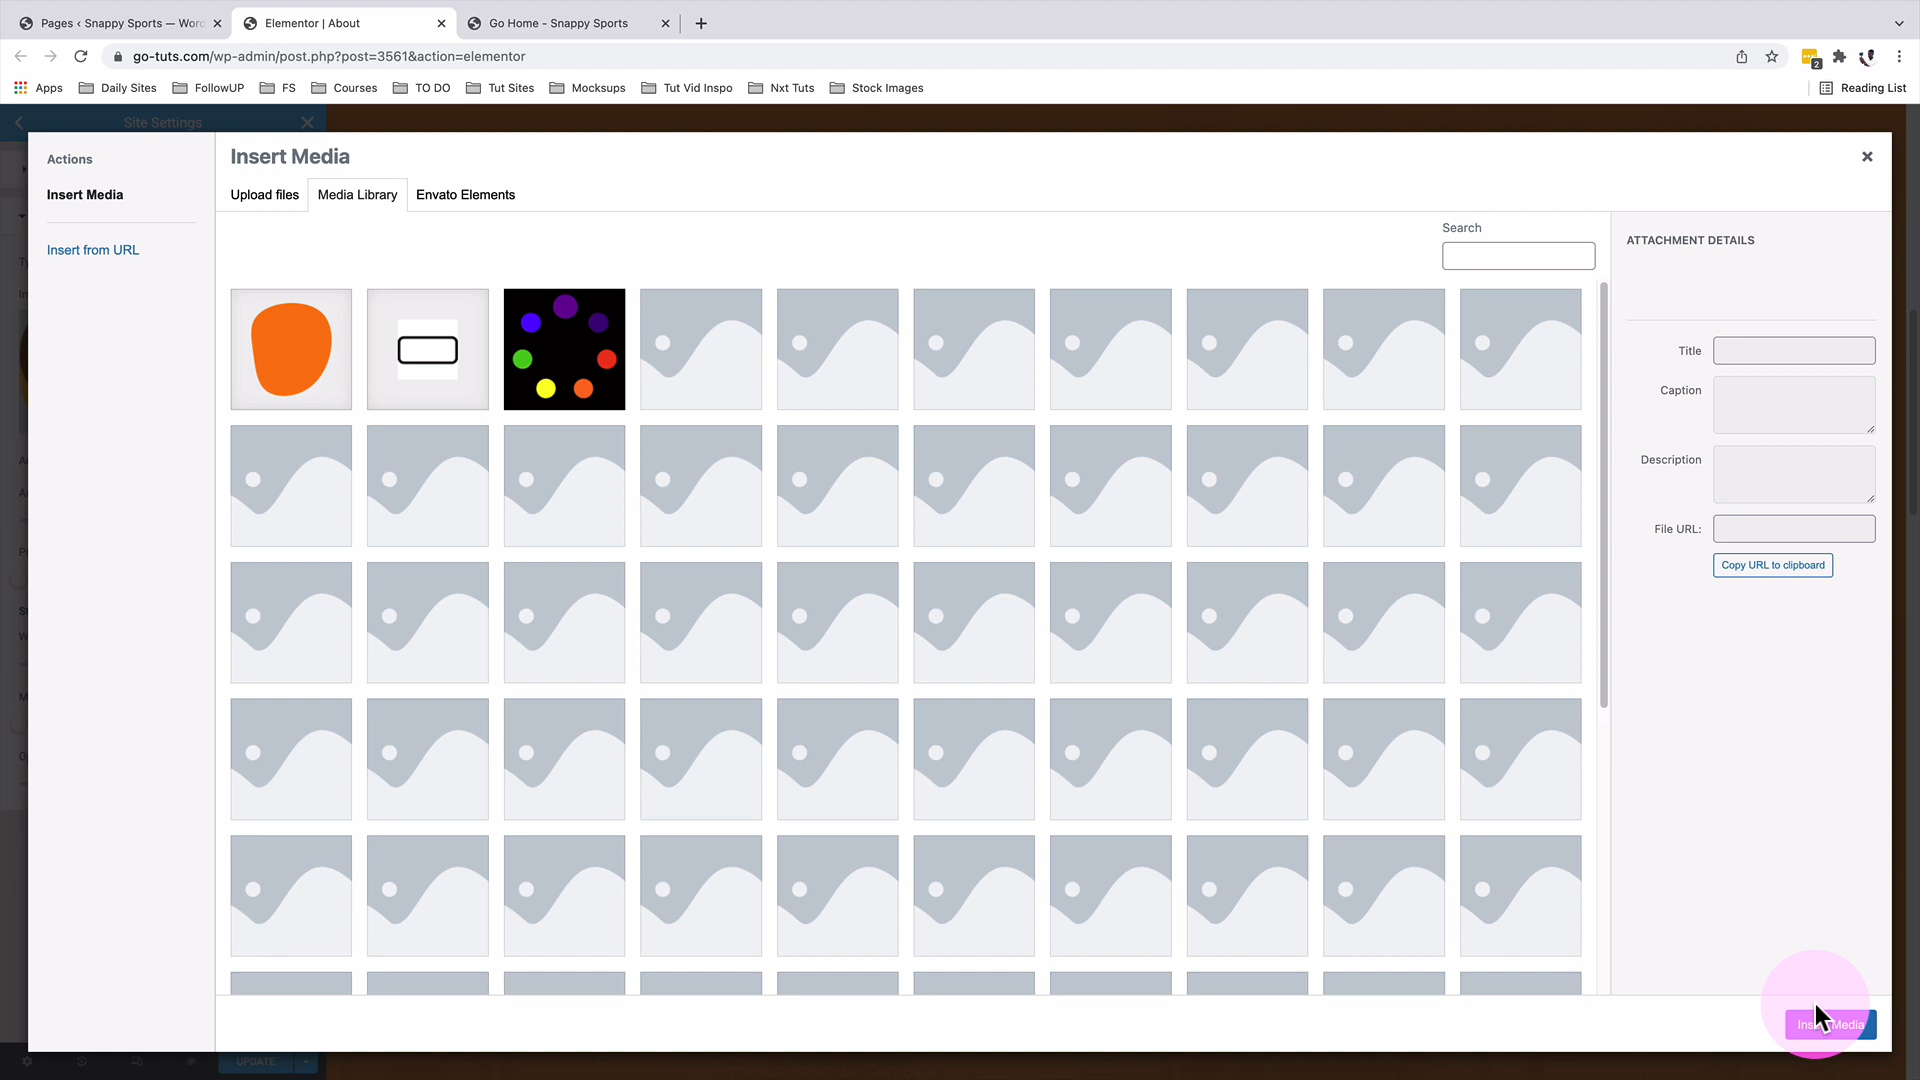 Pages ‹ Snappy Sports — Word
Elementor | About
Go Home - Snappy Sports
go-tuts.com/wp-admin/post.php?post=3561&action=elementor
2
Apps
Daily Sites
FollowUP
FS
Courses
TO DO
Tut Sites
Mocksups
Tut Vid Inspo
Nxt Tuts
Stock Images
Reading List
Site Settings
Actions
Insert Media
Insert from URL
Insert Media
Upload files
Media Library
Envato Elements
Search
ATTACHMENT DETAILS
Title
Caption
Description
File URL:
Copy URL to clipboard
Media
UPDATE